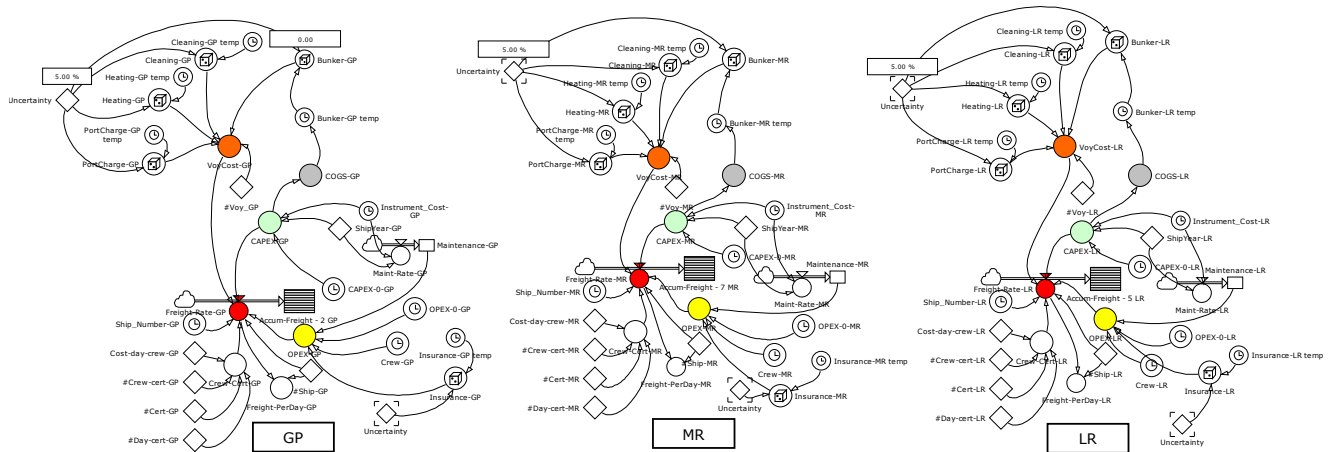 0.00
Cleaning-GP temp
Cleaning-GP
Bunker-GP
5.00 %
Heating-GP temp
Uncertainty
Heating-GP
Bunker-GP temp
PortCharge-GP
temp
PortCharge-GP
VoyCost-GP
COGS-GP
#Voy_GP
Instrument_Cost-
GP
ShipYear-GP
CAPEX-GP
Maintenance-GP
Maint-Rate-GP
CAPEX-0-GP
Freight-Rate-GP
Accum-Freight - 2 GP
Ship_Number-GP
OPEX-0-GP
OPEX-GP
Cost-day-crew-GP
Crew-GP
Insurance-GP temp
Crew-Cert-GP
#Crew-cert-GP
#Ship-GP
Insurance-GP
#Cert-GP
Freight-PerDay-GP
Uncertainty
#Day-cert-GP
GP
5.00 %
Cleaning-MR temp
Cleaning-MR
Bunker-MR
Uncertainty
Heating-MR temp
Heating-MR
Bunker-MR temp
PortCharge-MR
temp
PortCharge-MR
VoyCost-MR
COGS-MR
#Voy-MR
Instrument_Cost-
MR
ShipYear-MR
CAPEX-MR
CAPEX-0-MR
Maintenance-MR
Freight-Rate-MR
Accum-Freight - 7 MR
Ship_Number-MR
Maint-Rate-MR
Cost-day-crew-MR
OPEX-MR
OPEX-0-MR
Crew-Cert-MR
#Crew-cert-MR
#Ship-MR
Crew-MR
Insurance-MR temp
#Cert-MR
Freight-PerDay-MR
Uncertainty
Insurance-MR
#Day-cert-MR
MR
Cleaning-LR temp
Cleaning-LR
Bunker-LR
5.00 %
Uncertainty
Heating-LR temp
Heating-LR
Bunker-LR temp
PortCharge-LR temp
PortCharge-LR
VoyCost-LR
COGS-LR
#Voy-LR
Instrument_Cost-LR
ShipYear-LR
CAPEX-LR
CAPEX-0-LR
Maintenance-LR
Freight-Rate-LR
Accum-Freight - 5 LR
Ship_Number-LR
Maint-Rate-LR
Cost-day-crew-LR
OPEX-LR
OPEX-0-LR
Crew-Cert-LR
#Crew-cert-LR
#Ship-LR
Crew-LR
Insurance-LR temp
Insurance-LR
#Cert-LR
Freight-PerDay-LR
#Day-cert-LR
Uncertainty
LR